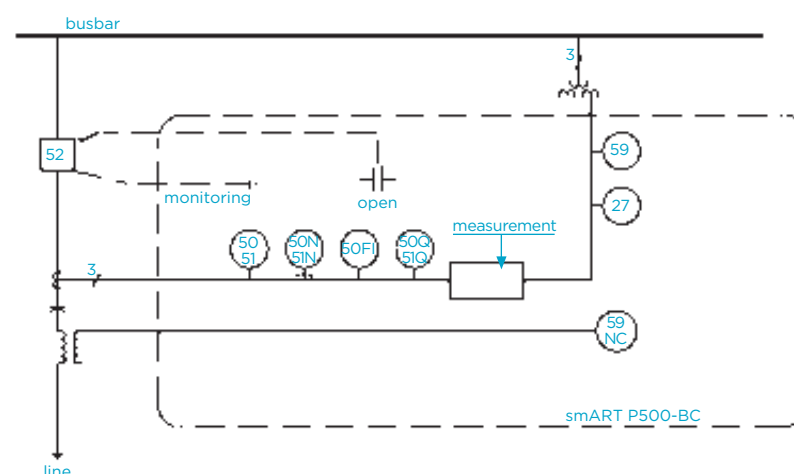 busbar
3
52
59
monitoring
open
27
measurement
50
51
50N
51N
50FI
50Q
51Q
3
59
NC
smART P500-BC
line